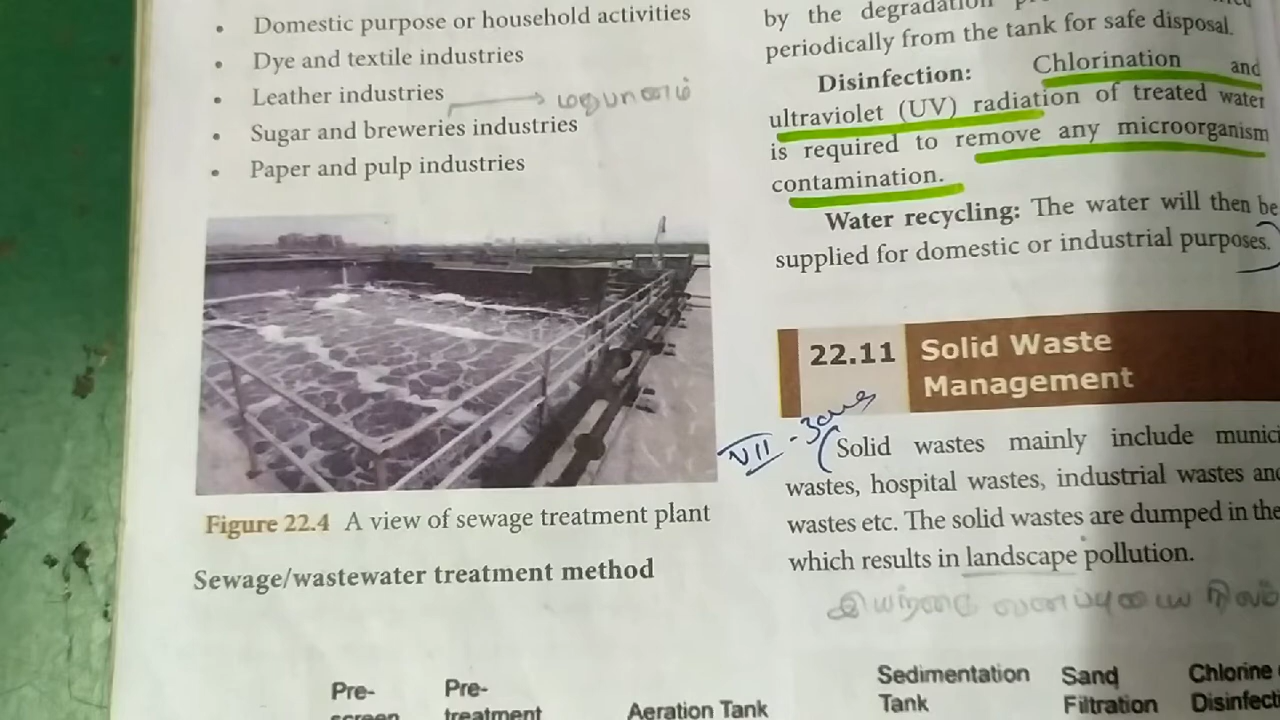 • Domestic purpose or household activities
• Dye and textile industries
• Leather industries
• Sugar and breweries industries
• Paper and pulp industries
Figure 22.4 A view of sewage treatment plant
Sewage/wastewater treatment method
by the degradation
periodically from the tank for safe disposal.
Disinfection: Chlorination and
ultraviolet (UV) radiation of treated water
is required to remove any microorganism
contamination.
Water recycling: The water will then be
supplied for domestic or industrial purposes.
22.11 Solid Waste
Management
VII -
Solid wastes mainly include
wastes, hospital wastes, industrial wastes and
wastes etc. The solid wastes are dumped in the
which results in landscape pollution.
Pre-
screen
Pre-
treatment
Aeration Tank
Sedimentation
Tank
Sand
Filtration
Chlorine